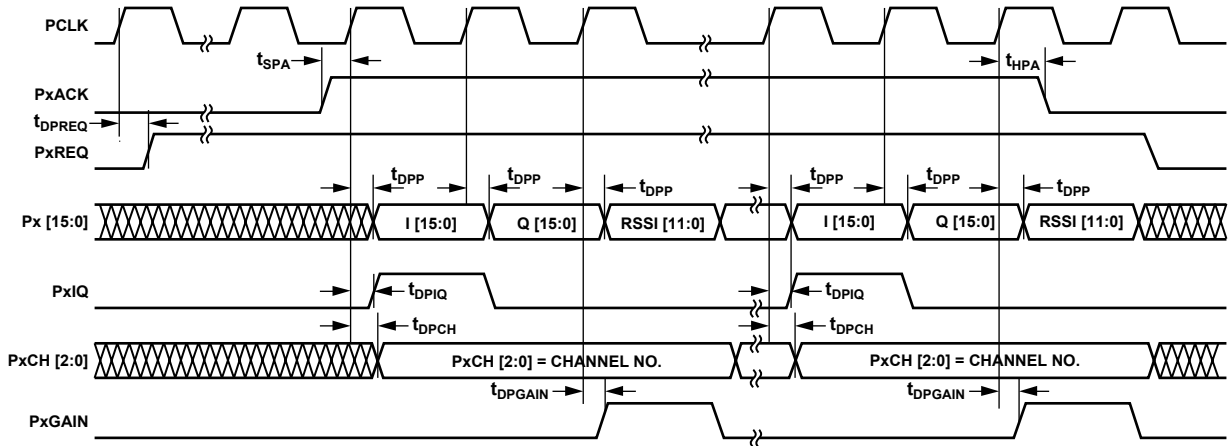 PCLK
tSPA
tHPA
PxACK
tDPREQ
PxREQ
tDPP tDPP tDPP tDPP tDPP tDPP
Px [15:0] I [15:0] Q [15:0] RSSI [11:0] I [15:0] Q [15:0] RSSI [11:0]
PxIQ tDPIQ tDPIQ
tDPCH tDPCH
PxCH [2:0] PxCH [2:0] = CHANNEL NO. PxCH [2:0] = CHANNEL NO.
tDPGAIN tDPGAIN
PxGAIN